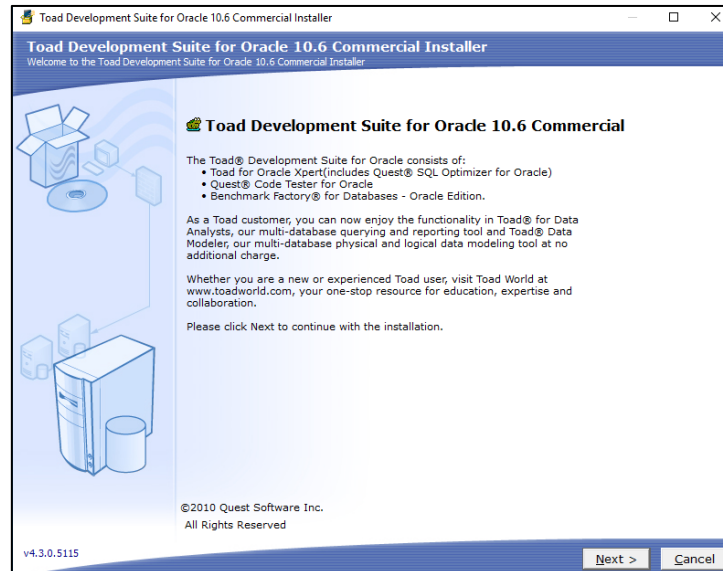 Toad Development Suite for Oracle 10.6 Commercial Installer
Toad Development Suite for Oracle 10.6 Commercial Installer
Welcome to the Toad Development Suite for Oracle 10.6 Commercial Installer
Toad Development Suite for Oracle 10.6 Commercial
The Toad® Development Suite for Oracle consists of:
• Toad for Oracle Xpert(includes Quest® SQL Optimizer for Oracle)
• Quest® Code Tester for Oracle
• Benchmark Factory® for Databases - Oracle Edition.
As a Toad customer, you can now enjoy the functionality in Toad® for Data
Analysts, our multi-database querying and reporting tool and Toad® Data
Modeler, our multi-database physical and logical data modeling tool at no
additional charge.
Whether you are a new or experienced Toad user, visit Toad World at
www.toadworld.com, your one-stop resource for education, expertise and
collaboration.
Please click Next to continue with the installation.
©2010 Quest Software Inc.
All Rights Reserved
v4.3.0.5115
Next >
Cancel